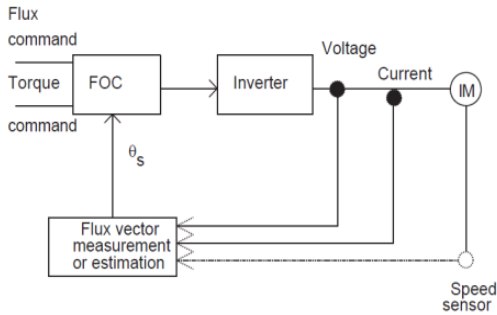 Flux
command
Torque
command
FOC
Inverter
Voltage
Current
IM
θs
Flux vector
measurement
or estimation
Speed
sensor